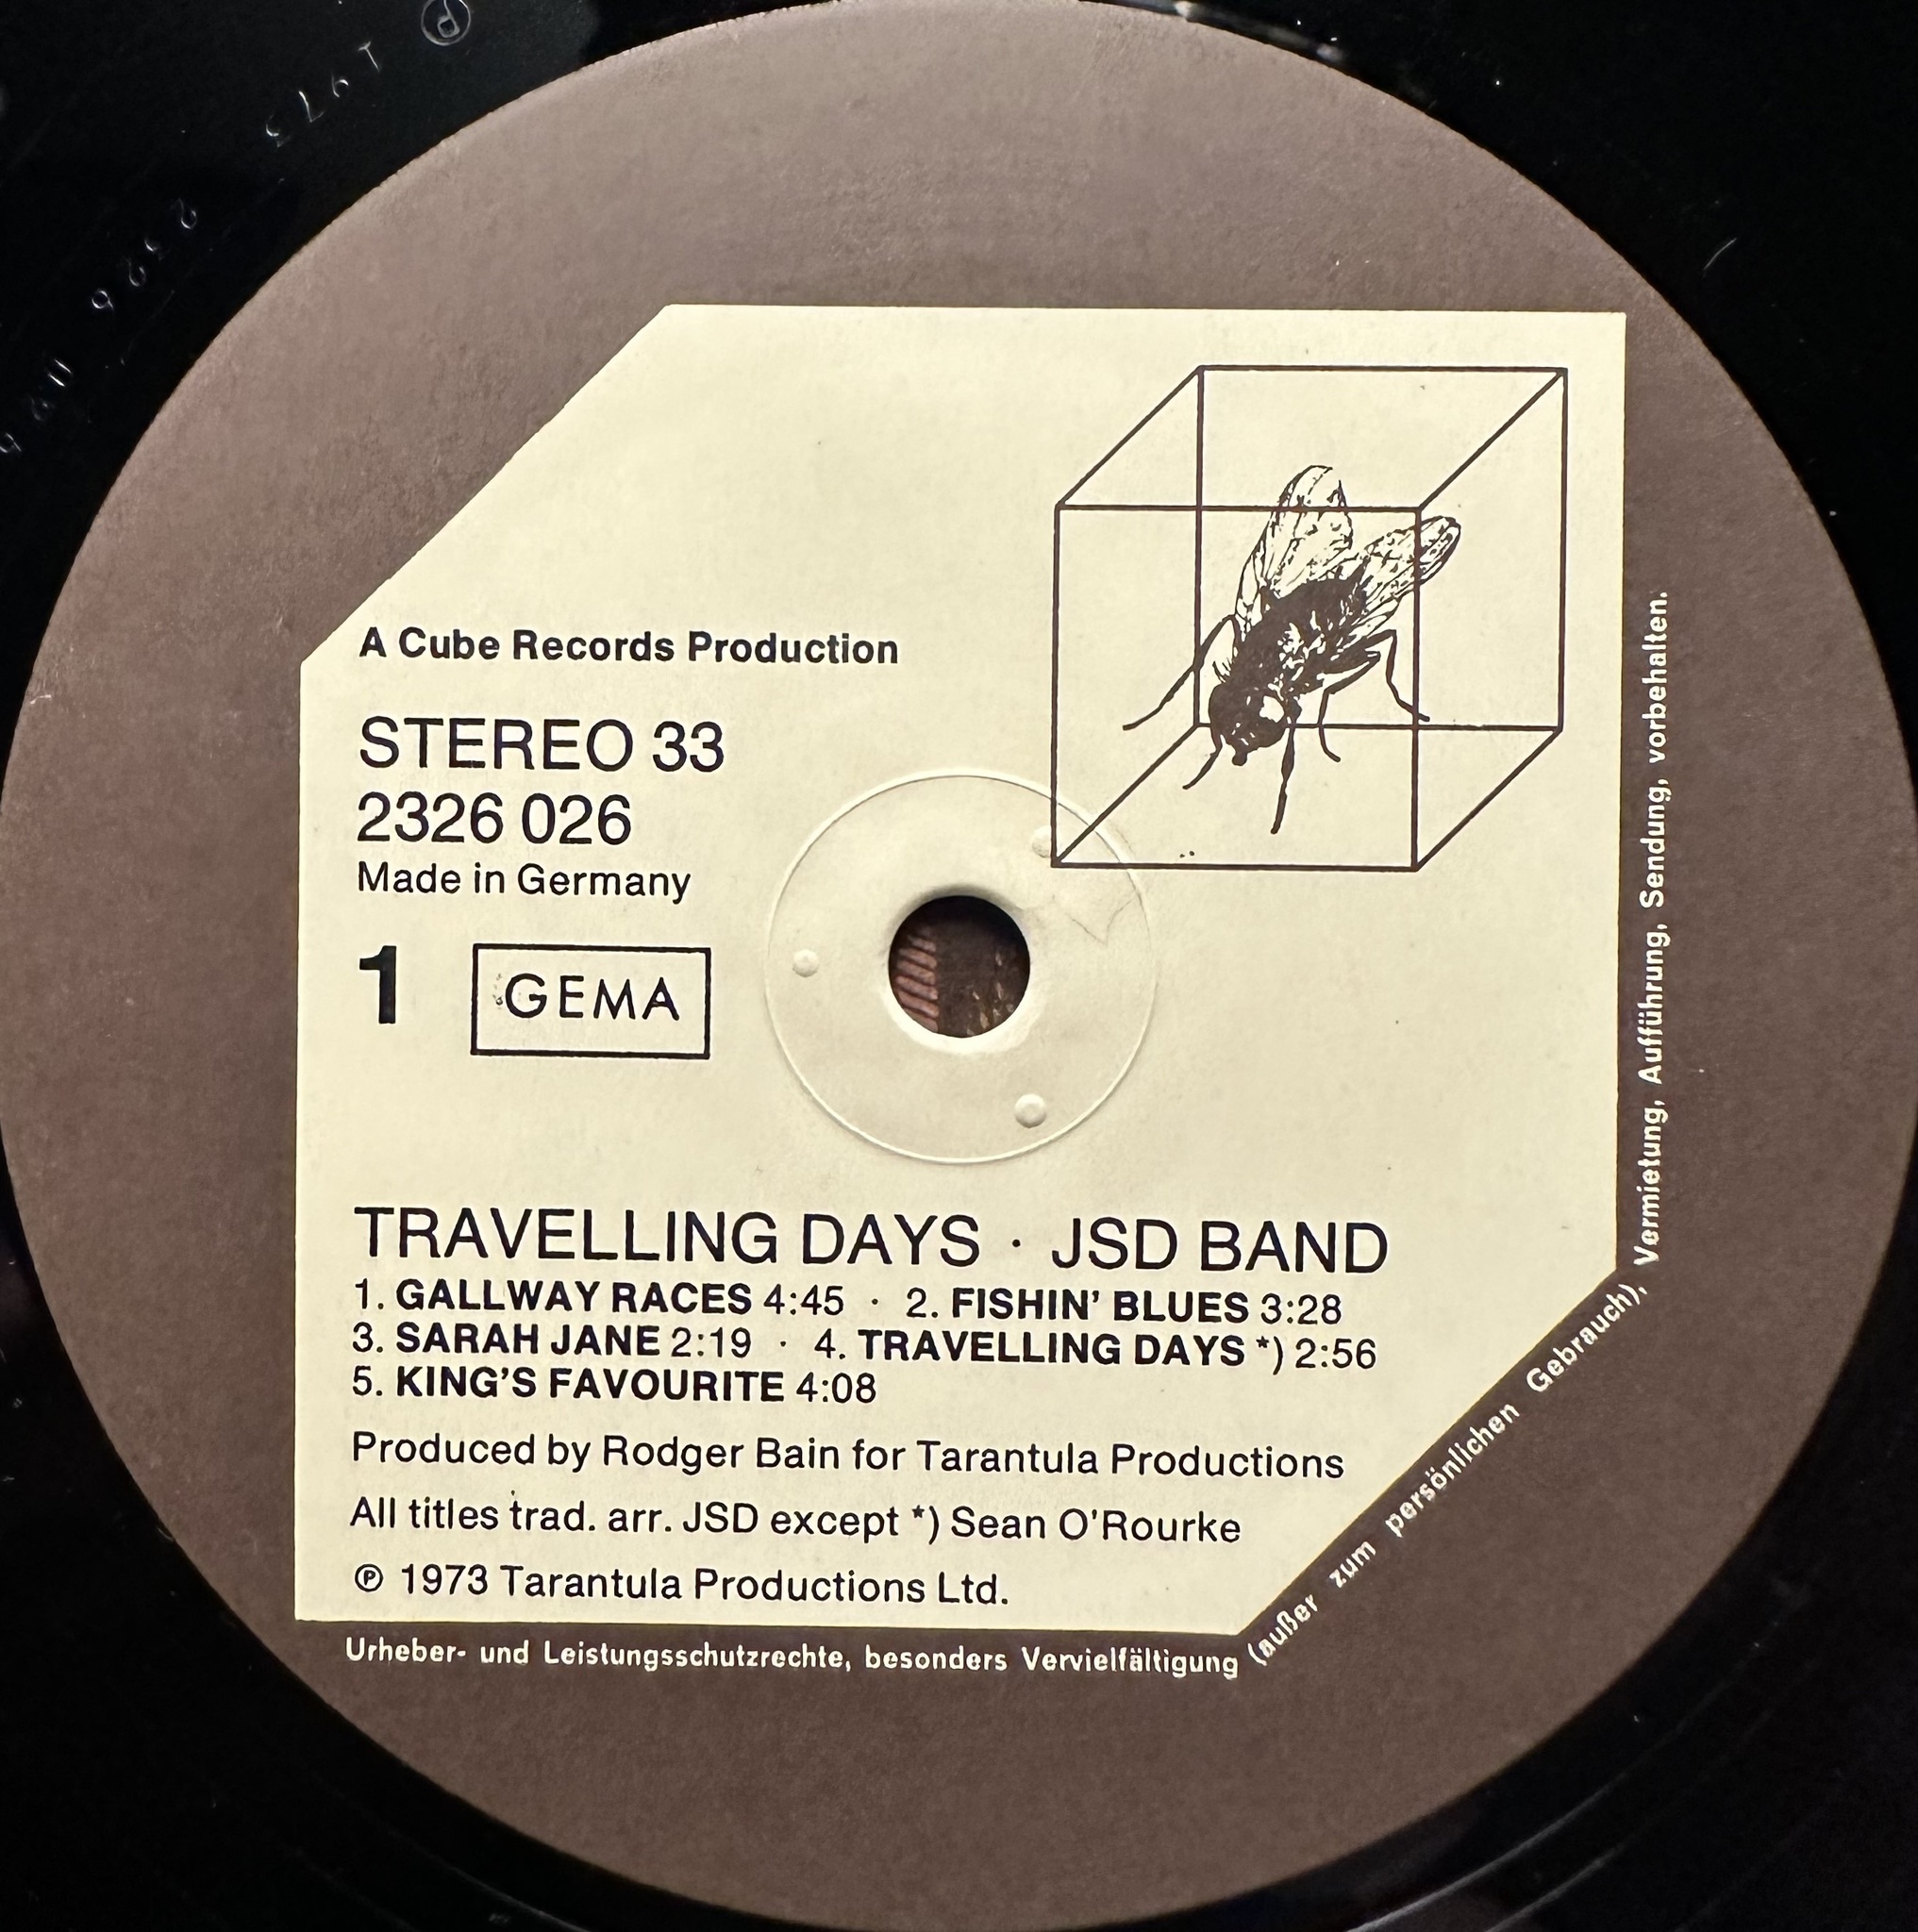 A Cube Records Production
STEREO 33
2326 026
Made in Germany
1 GEMA
TRAVELLING DAYS · JSD BAND
1. GALLWAY RACES 4:45 · 2. FISHIN' BLUES 3:28
3. SARAH JANE 2:19 · 4. TRAVELLING DAYS *) 2:56
5. KING'S FAVOURITE 4:08
Produced by Rodger Bain for Tarantula Productions
All titles trad. arr. JSD except *) Sean O'Rourke
℗ 1973 Tarantula Productions Ltd.
Urheber- und Leistungsschutzrechte, besonders Vervielfältigung (außer zum persönlichen Gebrauch), Vermietung, Aufführung, Sendung, vorbehalten.
℗ 1973